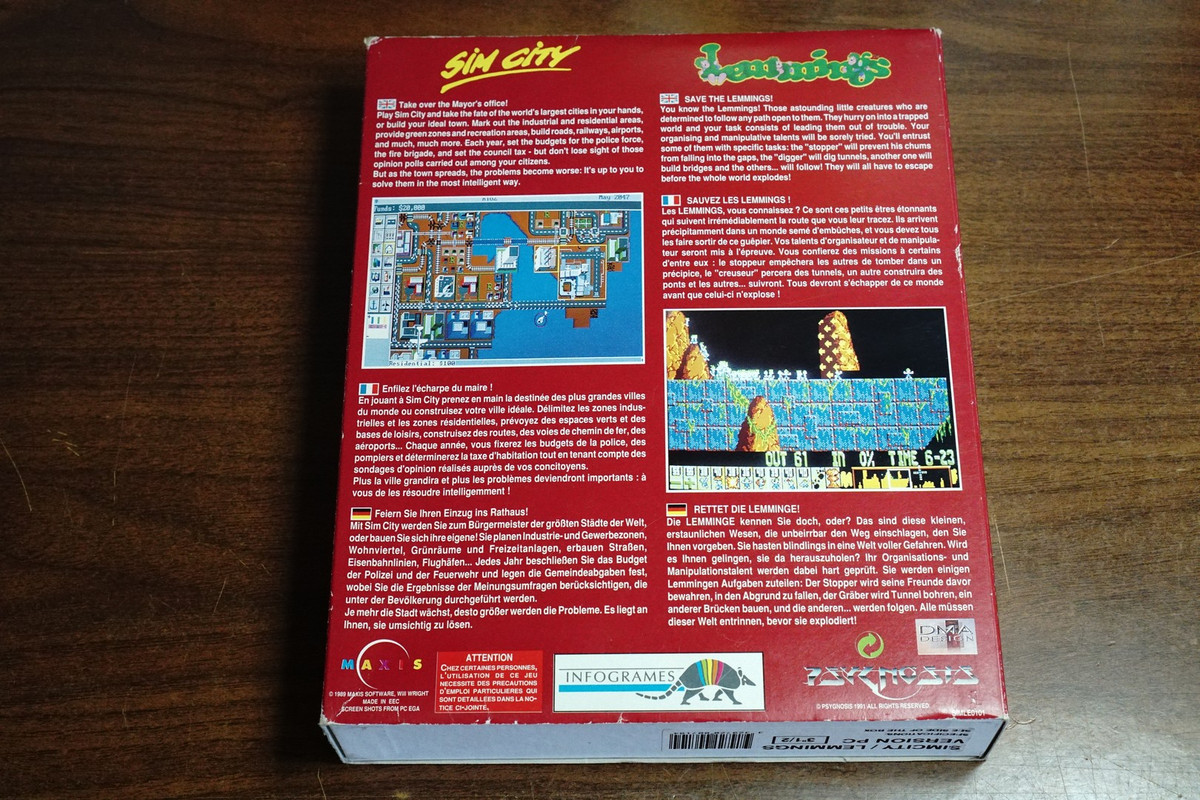 Sim City
Take over the Mayor's office!
Play Sim City and take the fate of the world's largest cities in your hands,
or build your ideal town. Mark out the industrial and residential areas,
provide green zones and recreation areas, build roads, railways, airports,
and much, much more. Each year, set the budgets for the police force,
the fire brigade, and set the council tax - but don't lose sight of those
opinion polls carried out among your citizens.
But as the town spreads, the problems become worse: It's up to you to
solve them in the most intelligent way.
May 2047
Funds: $20,000
Residential: $100
Enfilez l'écharpe du maire !
En jouant à Sim City prenez en main la destinée des plus grandes villes
du monde ou construisez votre ville idéale. Délimitez les zones indus-
trielles et les zones résidentielles, prévoyez des espaces verts et des
bases de loisirs, construisez des routes, des voies de chemin de fer, des
aéroports... Chaque année, vous fixerez les budgets de la police, des
pompiers et déterminerez la taxe d'habitation tout en tenant compte des
sondages d'opinion réalisés auprès de vos concitoyens.
Plus la ville grandira et plus les problèmes deviendront importants : à
vous de les résoudre intelligemment !
Feiern Sie Ihren Einzug ins Rathaus!
Mit Sim City werden Sie zum Bürgermeister der größten Städte der Welt,
oder bauen Sie sich ihre eigene! Sie planen Industrie- und Gewerbezonen,
Wohnviertel, Grünräume und Freizeitanlagen, erbauen Straßen,
Eisenbahnlinien, Flughäfen... Jedes Jahr beschließen Sie das Budget
der Polizei und der Feuerwehr und legen die Gemeindeabgaben fest,
wobei Sie die Ergebnisse der Meinungsumfragen berücksichtigen, die
unter der Bevölkerung durchgeführt werden.
Je mehr die Stadt wächst, desto größer werden die Probleme. Es liegt an
Ihnen, sie umsichtig zu lösen.
Lemmings
SAVE THE LEMMINGS!
You know the Lemmings! Those astounding little creatures who are
determined to follow any path open to them. They hurry on into a trapped
world and your task consists of leading them out of trouble. Your
organising and manipulative talents will be sorely tried. You'll entrust
some of them with specific tasks: the "stopper" will prevent his chums
from falling into the gaps, the "digger" will dig tunnels, another one will
build bridges and the others... will follow! They will all have to escape
before the whole world explodes!
SAUVEZ LES LEMMINGS !
Les LEMMINGS, vous connaissez ? Ce sont ces petits êtres étonnants
qui suivent irrémédiablement la route que vous leur tracez. Ils arrivent
précipitamment dans un monde semé d'embûches, et vous devez tous
les faire sortir de ce guêpier. Vos talents d'organisateur et de manipula-
teur seront mis à l'épreuve. Vous confierez des missions à certains
d'entre eux : le stoppeur empêchera les autres de tomber dans un
précipice, le "creuseur" percera des tunnels, un autre construira des
ponts et les autres... suivront. Tous devront s'échapper de ce monde
avant que celui-ci n'explose !
OUT 61 IN 0% TIME 6-23
RETTET DIE LEMMINGE!
Die LEMMINGE kennen Sie doch, oder? Das sind diese kleinen,
erstaunlichen Wesen, die unbeirrbar den Weg einschlagen, den Sie
Ihnen vorgeben. Sie hasten blindlings in eine Welt voller Gefahren. Wird
es Ihnen gelingen, sie da herauszuholen? Ihr Organisations- und
Manipulationstalent werden dabei hart geprüft. Sie werden einigen
Lemmingen Aufgaben zuteilen: Der Stopper wird seine Freunde davor
bewahren, in den Abgrund zu fallen, der Gräber wird Tunnel bohren, ein
anderer Brücken bauen, und die anderen... werden folgen. Alle müssen
dieser Welt entrinnen, bevor sie explodiert!
MAXIS
© 1989 MAKIS SOFTWARE, Will WRIGHT
MADE IN EEC
SCREEN SHOTS FROM PC EGA
ATTENTION
CHEZ CERTAINES PERSONNES,
L'UTILISATION DE CE JEU
NECESSITE DES PRECAUTIONS
D'EMPLOI PARTICULIERES QUI
SONT DETAILLEES DANS LA NO-
TICE CI-JOINTE.
INFOGRAMES
DMA
DESIGN
PSYGNOSIS
© PSYGNOSIS 1991 ALL RIGHTS RESERVED
SIMCITY / LEMMINGS
VERSION PC 3"1/2
SPECIFICATIONS:
SEE SIDE OF THE BOX